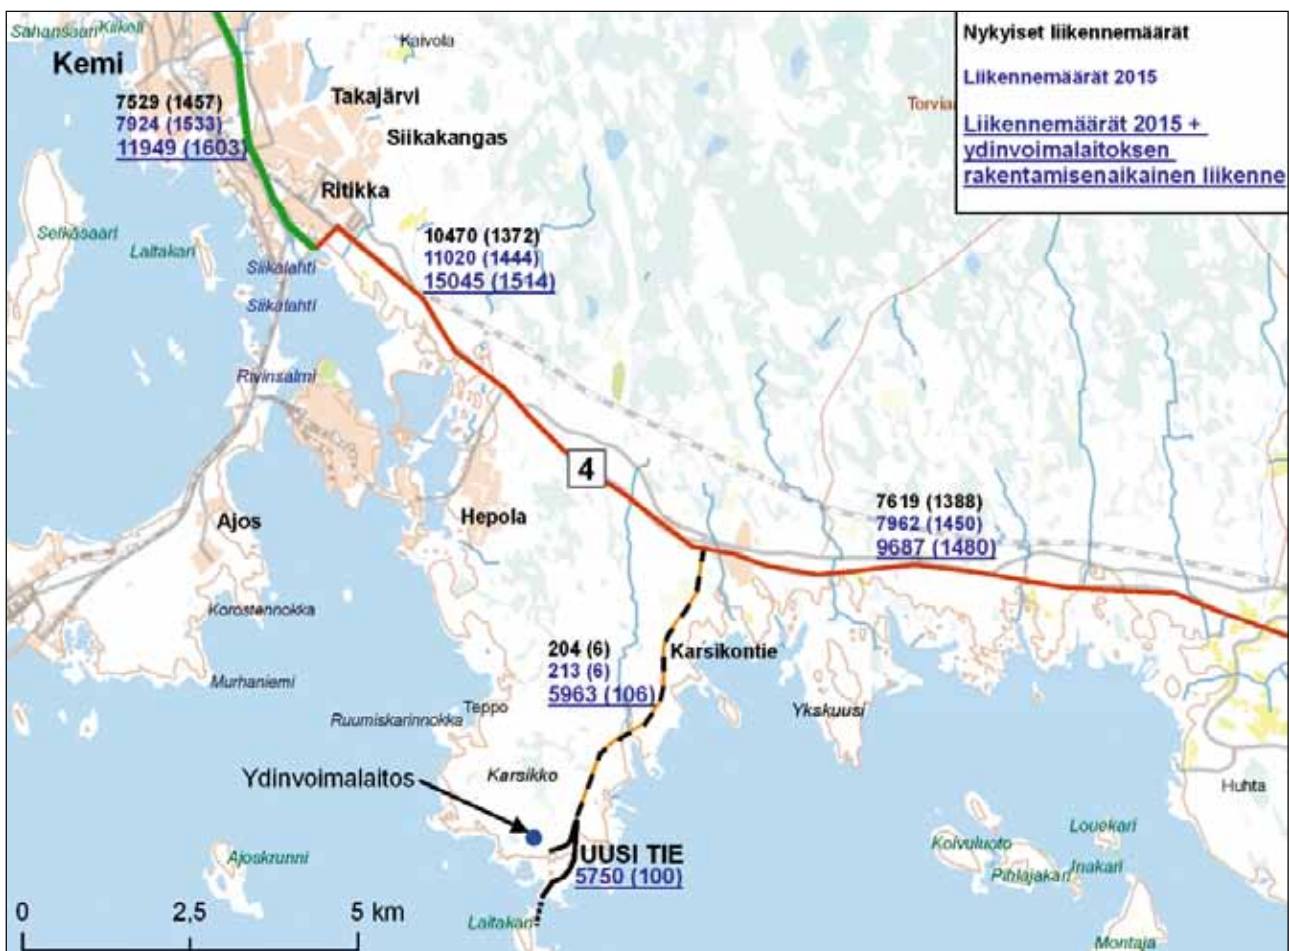 Sahansaari Kiikeli
Kaivola
Nykyiset liikennemäärät
Kemi
Liikennemäärät 2015
7529 (1457)
7924 (1533)
11949 (1603)
Takajärvi
Siikakangas
Liikennemäärät 2015 +
ydinvoimalaitoksen
rakentamisenaikainen liikenne
Ritikka
Selkäsaari
Laitakari
Siikalahti
Siikalahti
10470 (1372)
11020 (1444)
15045 (1514)
Rivinsalmi
4
Ajos
Hepola
7619 (1388)
7962 (1450)
9687 (1480)
Korostennokka
Murhaniemi
204 (6)
213 (6)
5963 (106)
Karsikontie
Ruumiskarinnokka
Teppo
Ykskuusi
Ydinvoimalaitos
Karsikko
Huhta
Ajoskrunni
UUSI TIE
5750 (100)
Koivuluoto
Louekari
Pihlajakari
Inakari
Laitakari
Montaja
0
2,5
5 km